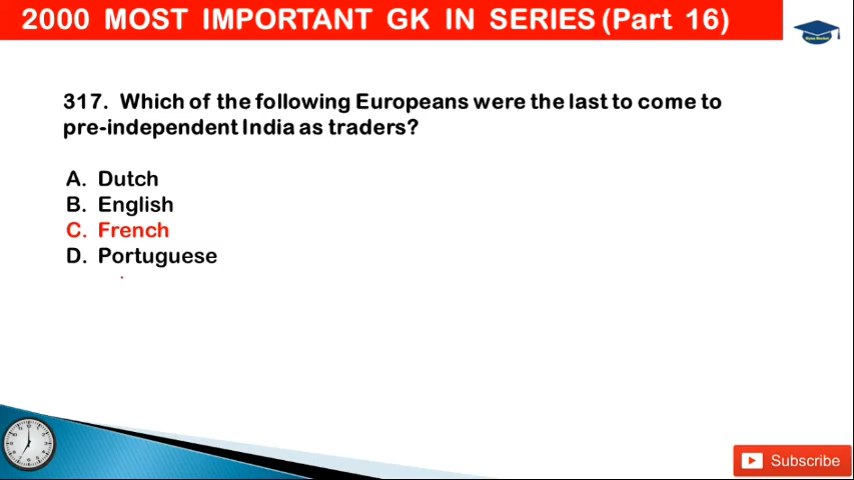 2000 MOST IMPORTANT GK IN SERIES (Part 16)
317. Which of the following Europeans were the last to come to
pre-independent India as traders?
A. Dutch
B. English
C. French
D. Portuguese
Subscribe